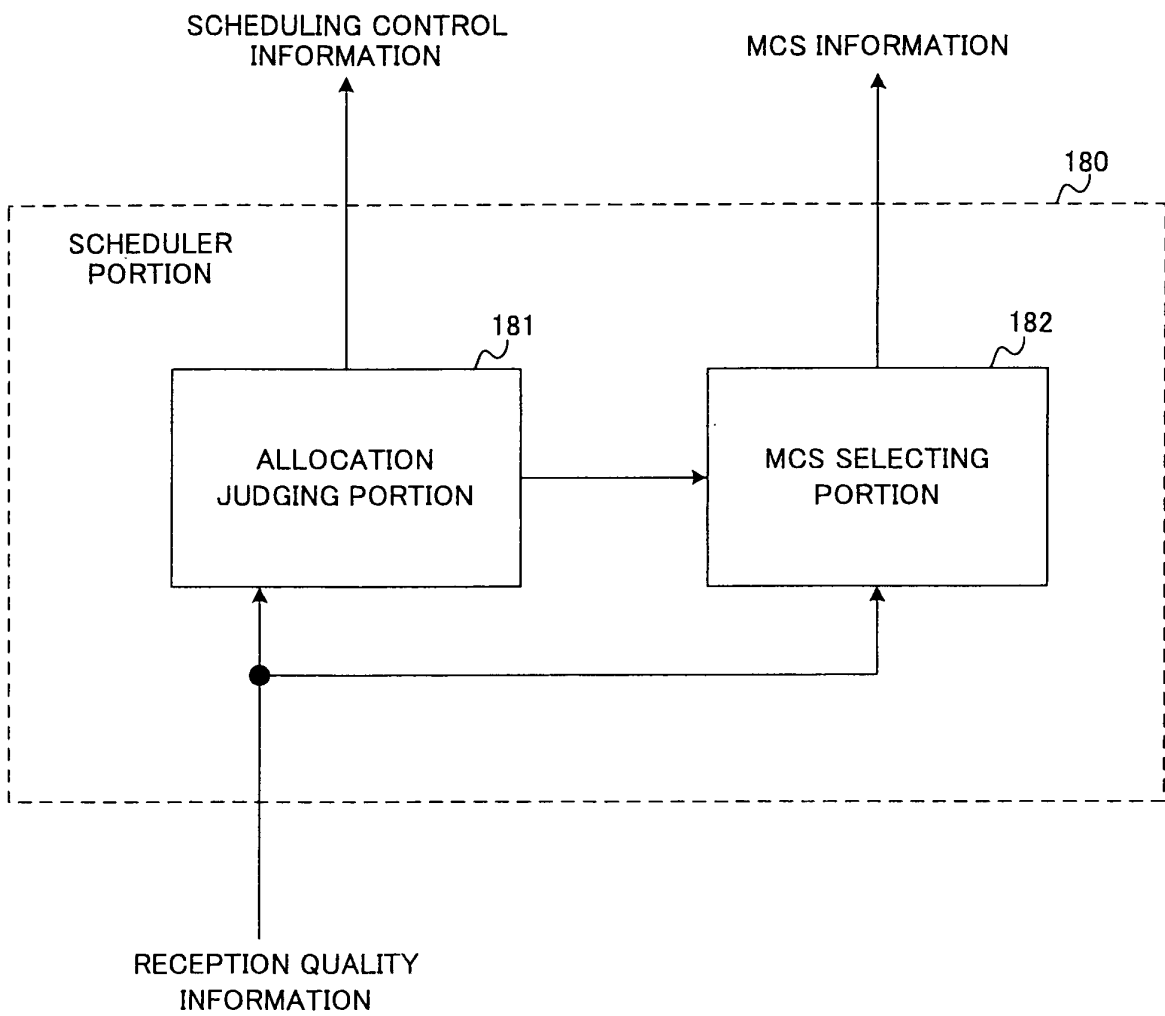 SCHEDULING CONTROL
INFORMATION
MCS INFORMATION
180
SCHEDULER
PORTION
181
182
ALLOCATION
JUDGING PORTION
MCS SELECTING
PORTION
RECEPTION QUALITY
INFORMATION